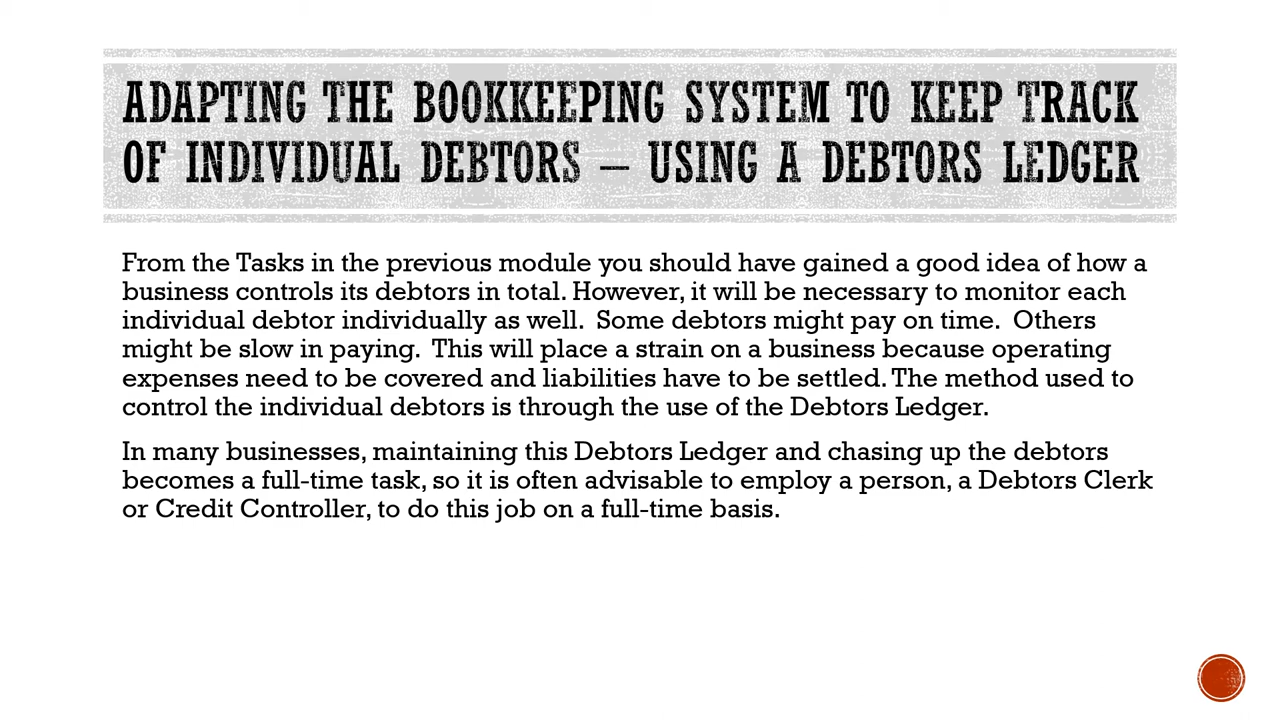 ADAPTING THE BOOKKEEPING SYSTEM TO KEEP TRACK
OF INDIVIDUAL DEBTORS – USING A DEBTORS LEDGER
From the Tasks in the previous module you should have gained a good idea of how a
business controls its debtors in total. However, it will be necessary to monitor each
individual debtor individually as well.  Some debtors might pay on time.  Others
might be slow in paying.  This will place a strain on a business because operating
expenses need to be covered and liabilities have to be settled. The method used to
control the individual debtors is through the use of the Debtors Ledger.
In many businesses, maintaining this Debtors Ledger and chasing up the debtors
becomes a full-time task, so it is often advisable to employ a person, a Debtors Clerk
or Credit Controller, to do this job on a full-time basis.